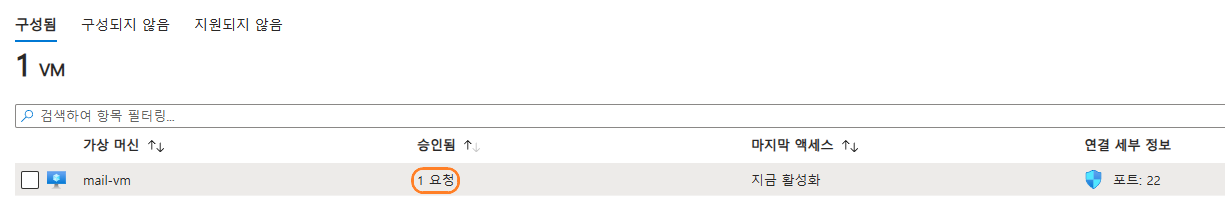 구성됨 구성되지 않음 지원되지 않음
1 VM
검색하여 항목 필터링...
가상 머신 ↑↓ 승인됨 ↑↓ 마지막 액세스 ↑↓ 연결 세부 정보
mail-vm 1 요청 지금 활성화 포트: 22